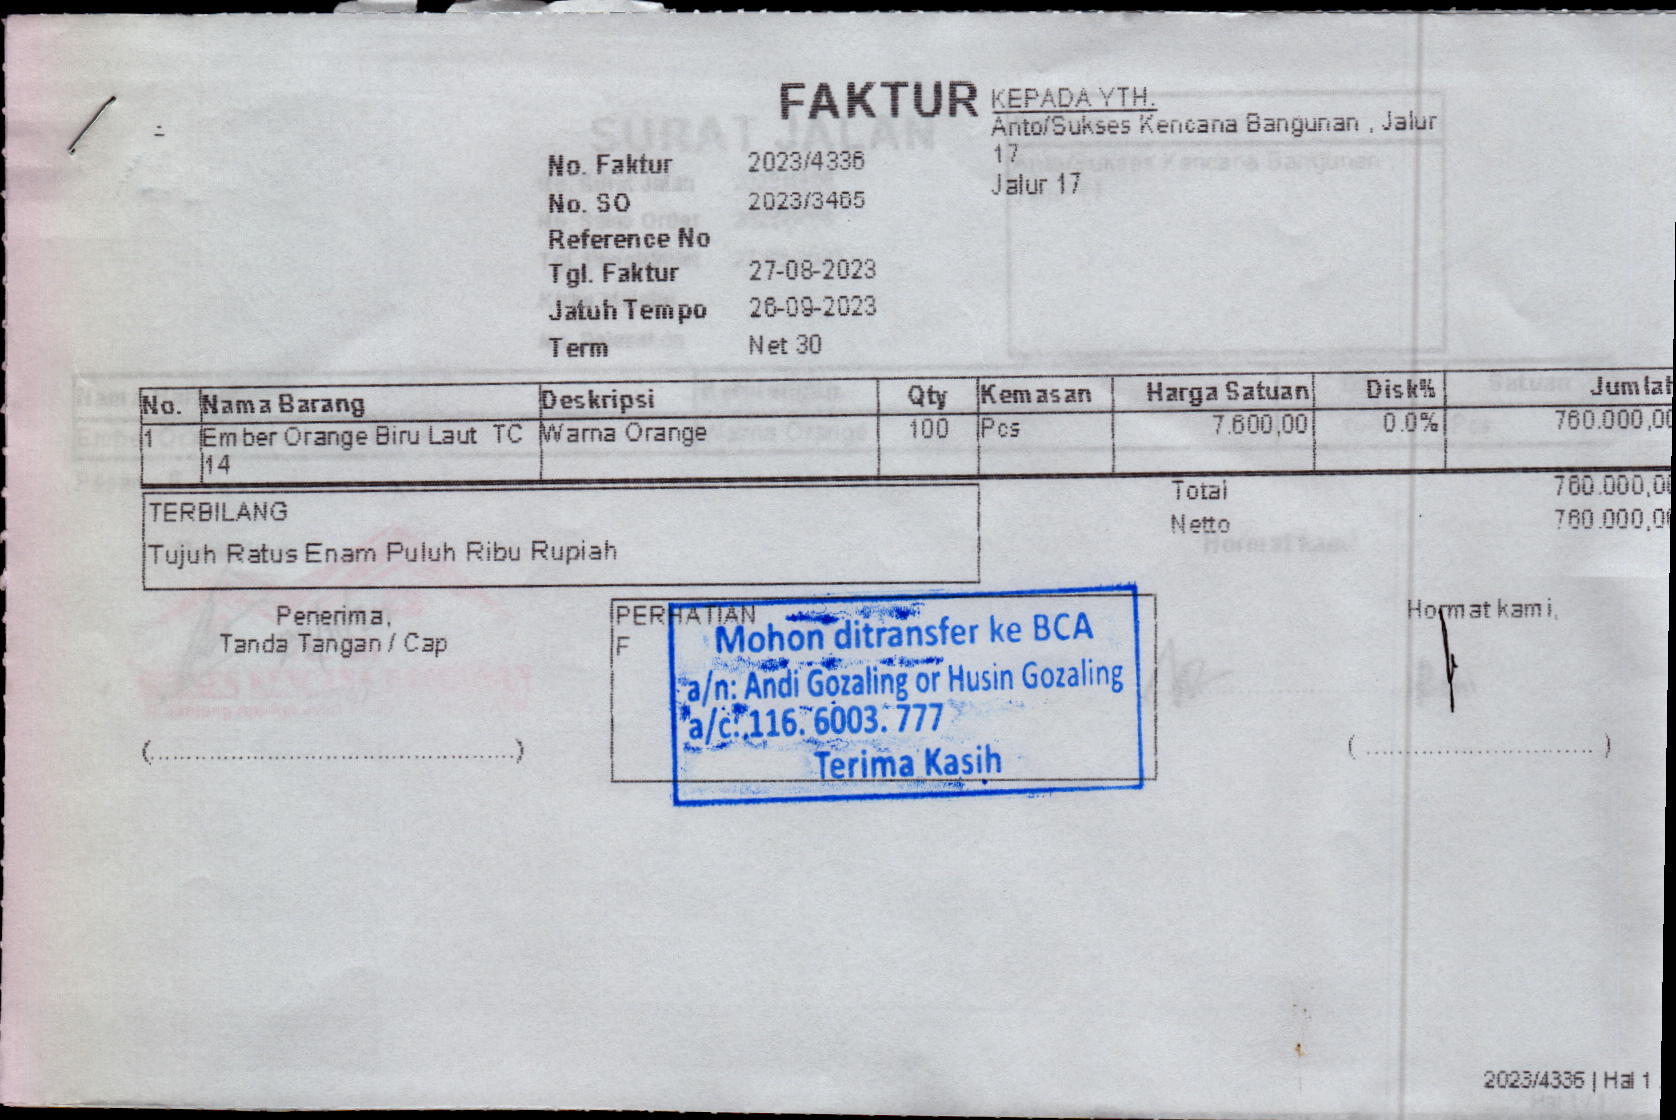 FAKTUR
KEPADA YTH.
Anto/Sukses Kencana Bangunan , Jalur
17
Jalur 17
No. Faktur 2023/4336
No. SO 2023/3465
Reference No
Tgl. Faktur 27-08-2023
Jatuh Tempo 26-09-2023
Term Net 30
No. Nama Barang Deskripsi Qty Kemasan Harga Satuan Disk% Jumlah
1 Ember Orange Biru Laut TC Warna Orange 100 Pcs 7.600,00 0.0% 760.000,00
14
Total 760.000,00
Netto 760.000,00
TERBILANG
Tujuh Ratus Enam Puluh Ribu Rupiah
Penerima,
Tanda Tangan / Cap
PERHATIAN
F
Mohon ditransfer ke BCA
a/n: Andi Gozaling or Husin Gozaling
a/c: 116. 6003. 777
Terima Kasih
Hormat kami,
2023/4336 | Hal 1